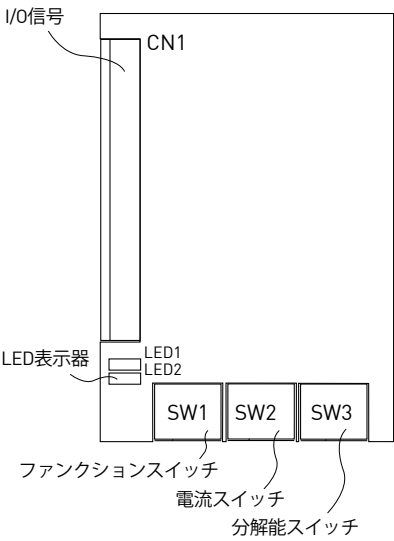 I/O信号
CN1
LED表示器
LED1
LED2
SW1
SW2
SW3
ファンクションスイッチ
電流スイッチ
分解能スイッチ